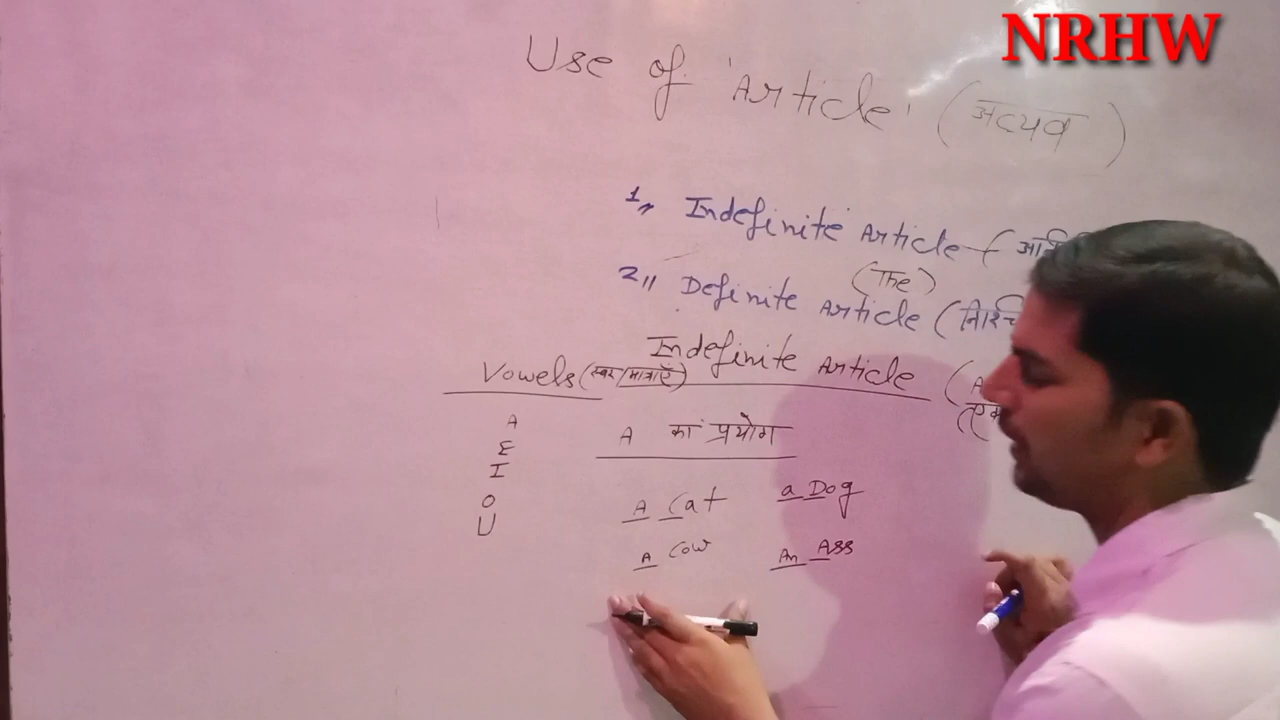 NRHW
Use of 'Article' (अव्यव)
1,, Indefinite Article - (
(The)
2,, Definite Article (निश्च
Indefinite Article (A
Vowels (स्वर/मात्राएँ)
A का प्रयोग
A
E
I
O
U
A Cat a Dog
A Cow An Ass